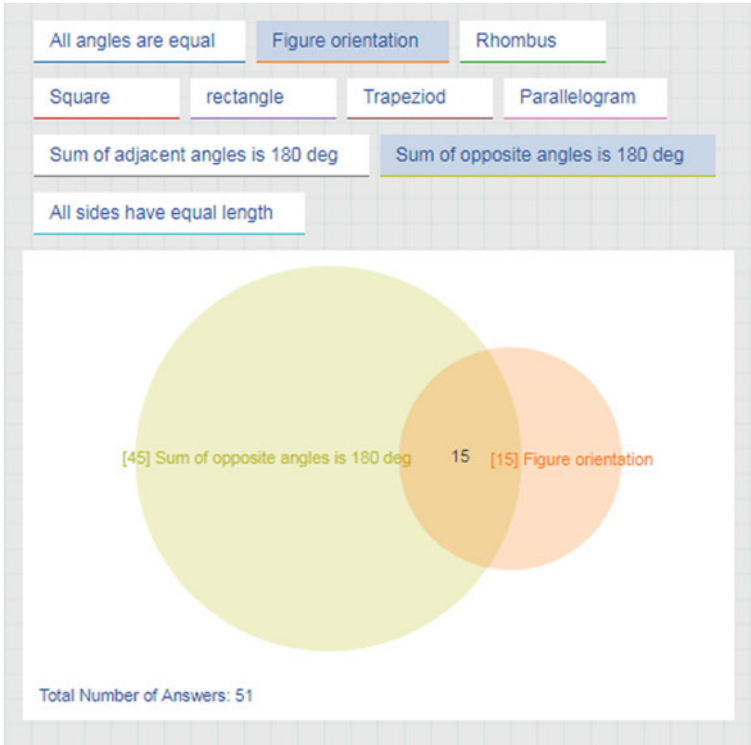 All angles are equal Figure orientation Rhombus
Square rectangle Trapeziod Parallelogram
Sum of adjacent angles is 180 deg Sum of opposite angles is 180 deg
All sides have equal length
[45] Sum of opposite angles is 180 deg 15 [15] Figure orientation
Total Number of Answers: 51